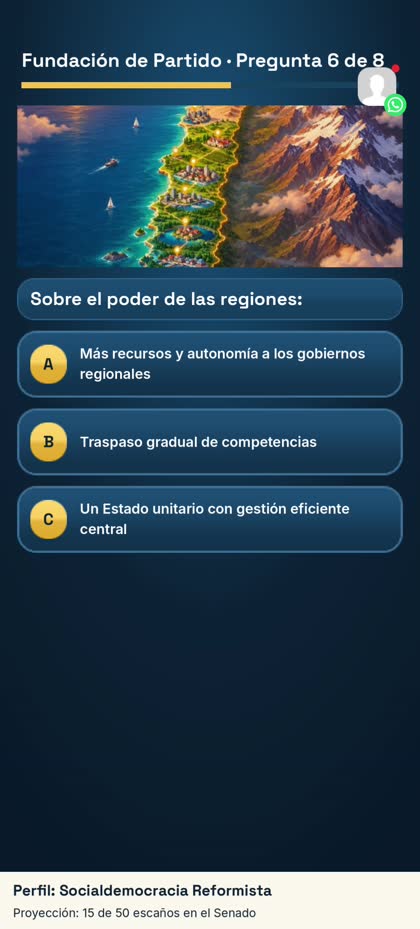 Fundación de Partido · Pregunta 6 de 8
Sobre el poder de las regiones:
A
Más recursos y autonomía a los gobiernos
regionales
B
Traspaso gradual de competencias
C
Un Estado unitario con gestión eficiente
central
Perfil: Socialdemocracia Reformista
Proyección: 15 de 50 escaños en el Senado